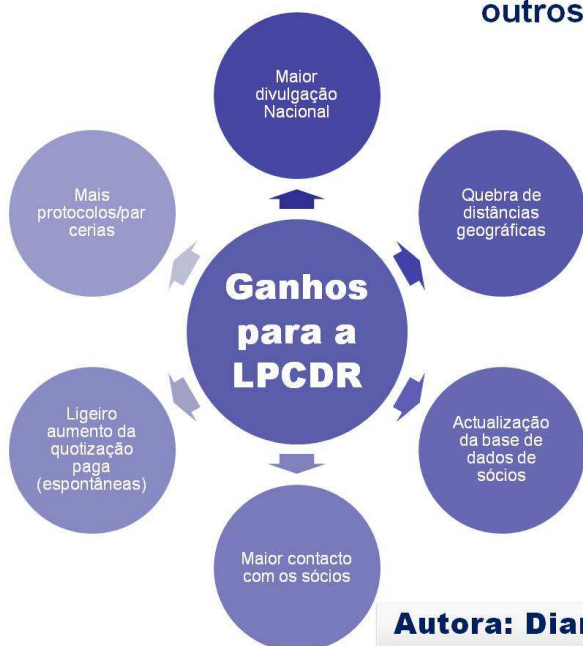 outros
Maior
divulgação
Nacional
Mais
protocolos/par
cerias
Quebra de
distâncias
geográficas
Ganhos
para a
LPCDR
Ligeiro
aumento da
quotização
paga
(espontâneas)
Actualização
da base de
dados de
sócios
Maior contacto
com os sócios
Autora: Diar